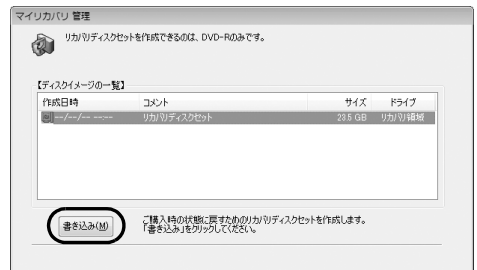 マイリカバリ 管理
リカバリディスクセットを作成できるのは、DVD-Rのみです。
【ディスクイメージの一覧】
作成日時 コメント サイズ ドライブ
--/--/-- --:-- リカバリディスクセット 23.5 GB リカバリ領域
書き込み(M)
ご購入時の状態に戻すためのリカバリディスクセットを作成します。
「書き込み」をクリックしてください。